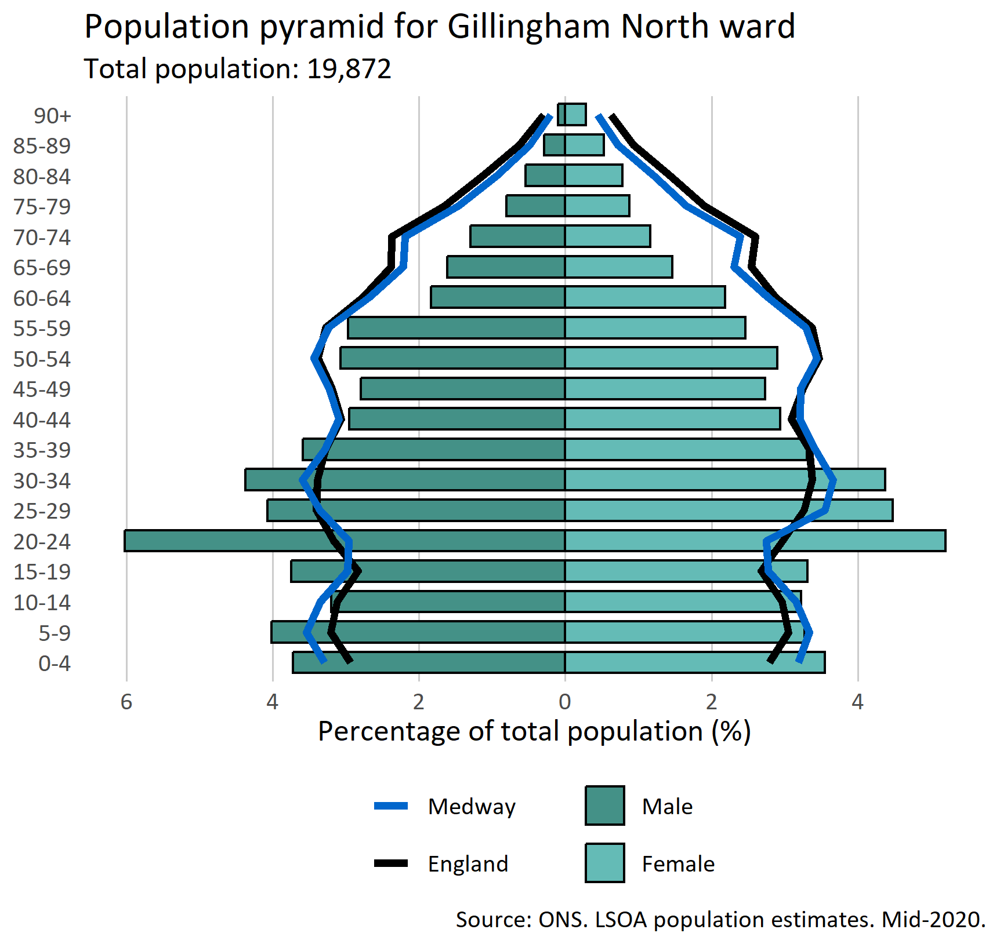 Population pyramid for Gillingham North ward
Total population: 19,872
90+
85-89
80-84
75-79
70-74
65-69
60-64
55-59
50-54
45-49
40-44
35-39
30-34
25-29
20-24
15-19
10-14
5-9
0-4
6 4 2 0 2 4
Percentage of total population (%)
Medway Male
England Female
Source: ONS. LSOA population estimates. Mid-2020.